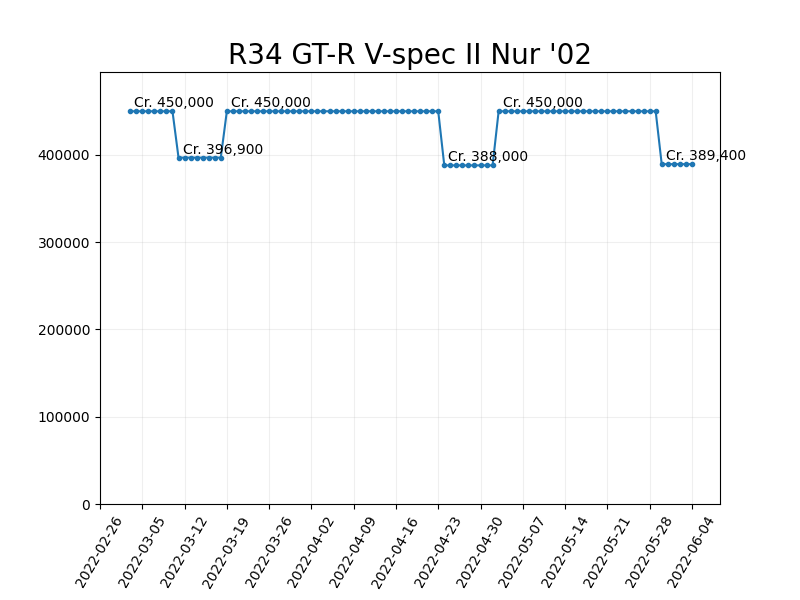 R34 GT-R V-spec II Nur '02
Cr. 450,000
Cr. 450,000
Cr. 450,000
Cr. 396,900
Cr. 388,000
Cr. 389,400
400000
300000
200000
100000
0
2022-02-26
2022-03-05
2022-03-12
2022-03-19
2022-03-26
2022-04-02
2022-04-09
2022-04-16
2022-04-23
2022-04-30
2022-05-07
2022-05-14
2022-05-21
2022-05-28
2022-06-04